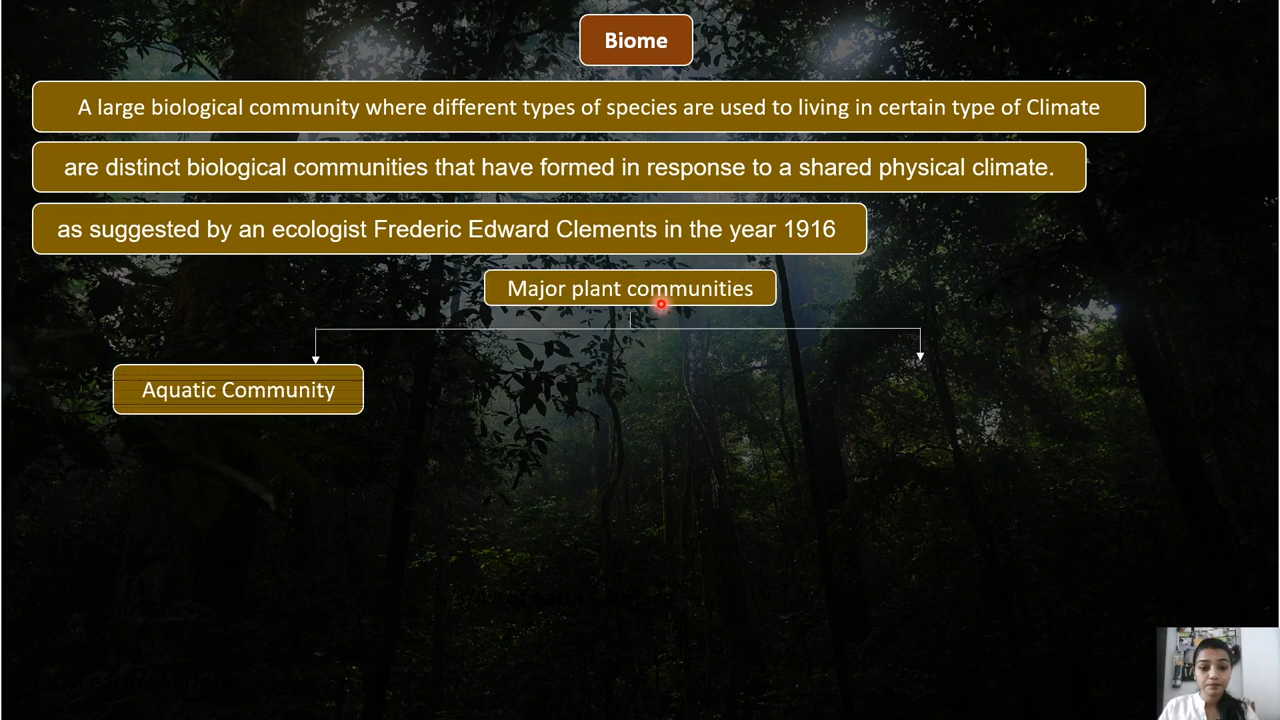 Biome
A large biological community where different types of species are used to living in certain type of Climate
are distinct biological communities that have formed in response to a shared physical climate.
as suggested by an ecologist Frederic Edward Clements in the year 1916
Major plant communities
Aquatic Community